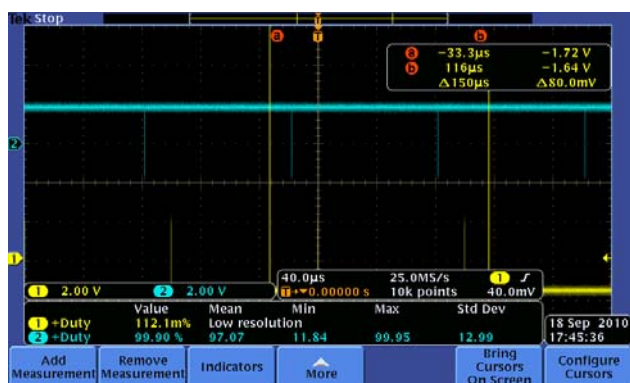 Tek Stop
a T b
a −33.3µs −1.72 V
b 116µs −1.64 V
Δ150µs Δ80.0mV
2
1
1 2.00 V 2 2.00 V
40.0µs 25.0MS/s 1
T→▼0.00000 s 10k points 40.0mV
Value Mean Min Max Std Dev
1 +Duty 112.1m% Low resolution
2 +Duty 99.90 % 97.07 11.84 99.95 12.99
18 Sep 2010
17:45:36
Add Measurement
Remove Measurement
Indicators
More
Bring Cursors On Screen
Configure Cursors